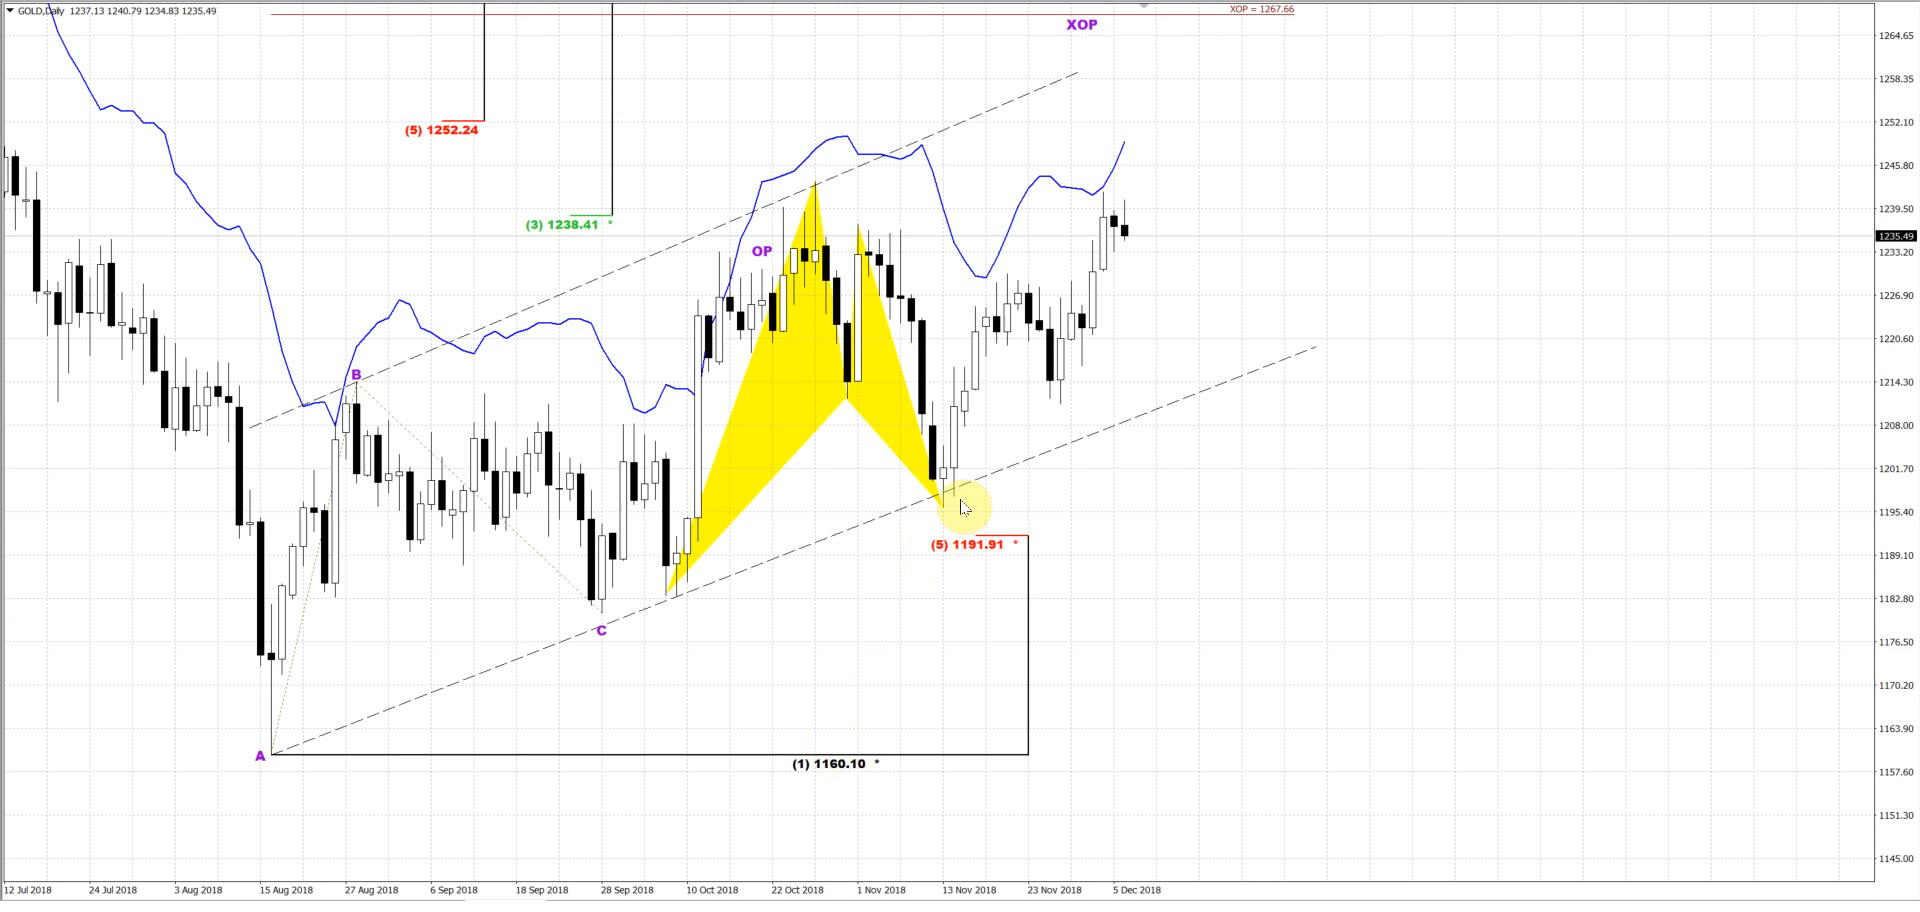 GOLD,Daily 1237.13 1240.79 1234.83 1235.49
XOP = 1267.66
XOP
1264.65
1258.35
(5) 1252.24
1252.10
1245.80
1239.50
(3) 1238.41 *
1235.49
OP
1233.20
1226.90
1220.60
B
1214.30
1208.00
1201.70
1195.40
(5) 1191.91 *
1189.10
1182.80
C
1176.50
1170.20
1163.90
A
(1) 1160.10 *
1157.60
1151.30
1145.00
12 Jul 2018 24 Jul 2018 3 Aug 2018 15 Aug 2018 27 Aug 2018 6 Sep 2018 18 Sep 2018 28 Sep 2018 10 Oct 2018 22 Oct 2018 1 Nov 2018 13 Nov 2018 23 Nov 2018 5 Dec 2018